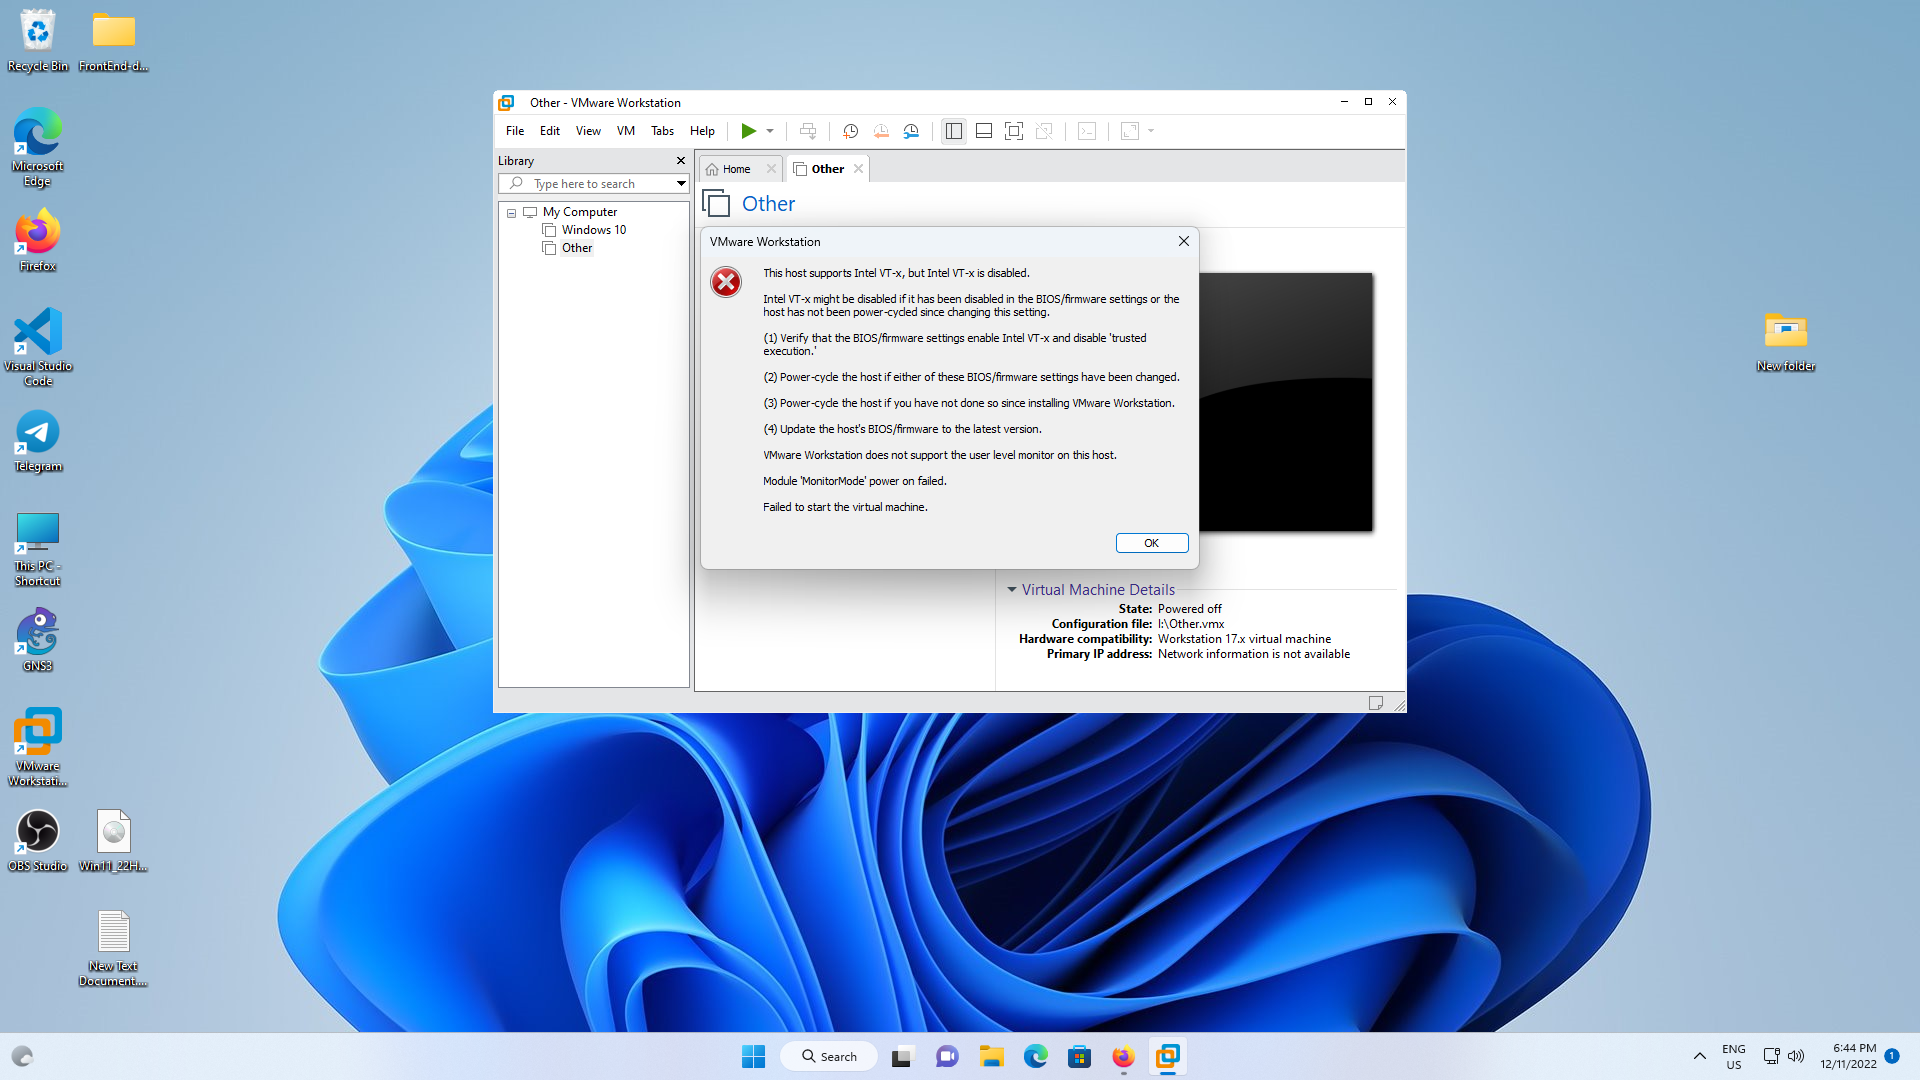 Recycle Bin
FrontEnd-d...
Microsoft
Edge
Firefox
Visual Studio
Code
Telegram
This PC -
Shortcut
GNS3
VMware
Workstati...
OBS Studio
Win11_22H...
New Text
Document....
New folder
Other - VMware Workstation
File Edit View VM Tabs Help
Library
Type here to search
My Computer
Windows 10
Other
Home
Other
Other
VMware Workstation
This host supports Intel VT-x, but Intel VT-x is disabled.
Intel VT-x might be disabled if it has been disabled in the BIOS/firmware settings or the
host has not been power-cycled since changing this setting.
(1) Verify that the BIOS/firmware settings enable Intel VT-x and disable 'trusted
execution.'
(2) Power-cycle the host if either of these BIOS/firmware settings have been changed.
(3) Power-cycle the host if you have not done so since installing VMware Workstation.
(4) Update the host's BIOS/firmware to the latest version.
VMware Workstation does not support the user level monitor on this host.
Module 'MonitorMode' power on failed.
Failed to start the virtual machine.
OK
Virtual Machine Details
State: Powered off
Configuration file: I:\Other.vmx
Hardware compatibility: Workstation 17.x virtual machine
Primary IP address: Network information is not available
Search
ENG
US
6:44 PM
12/11/2022
1